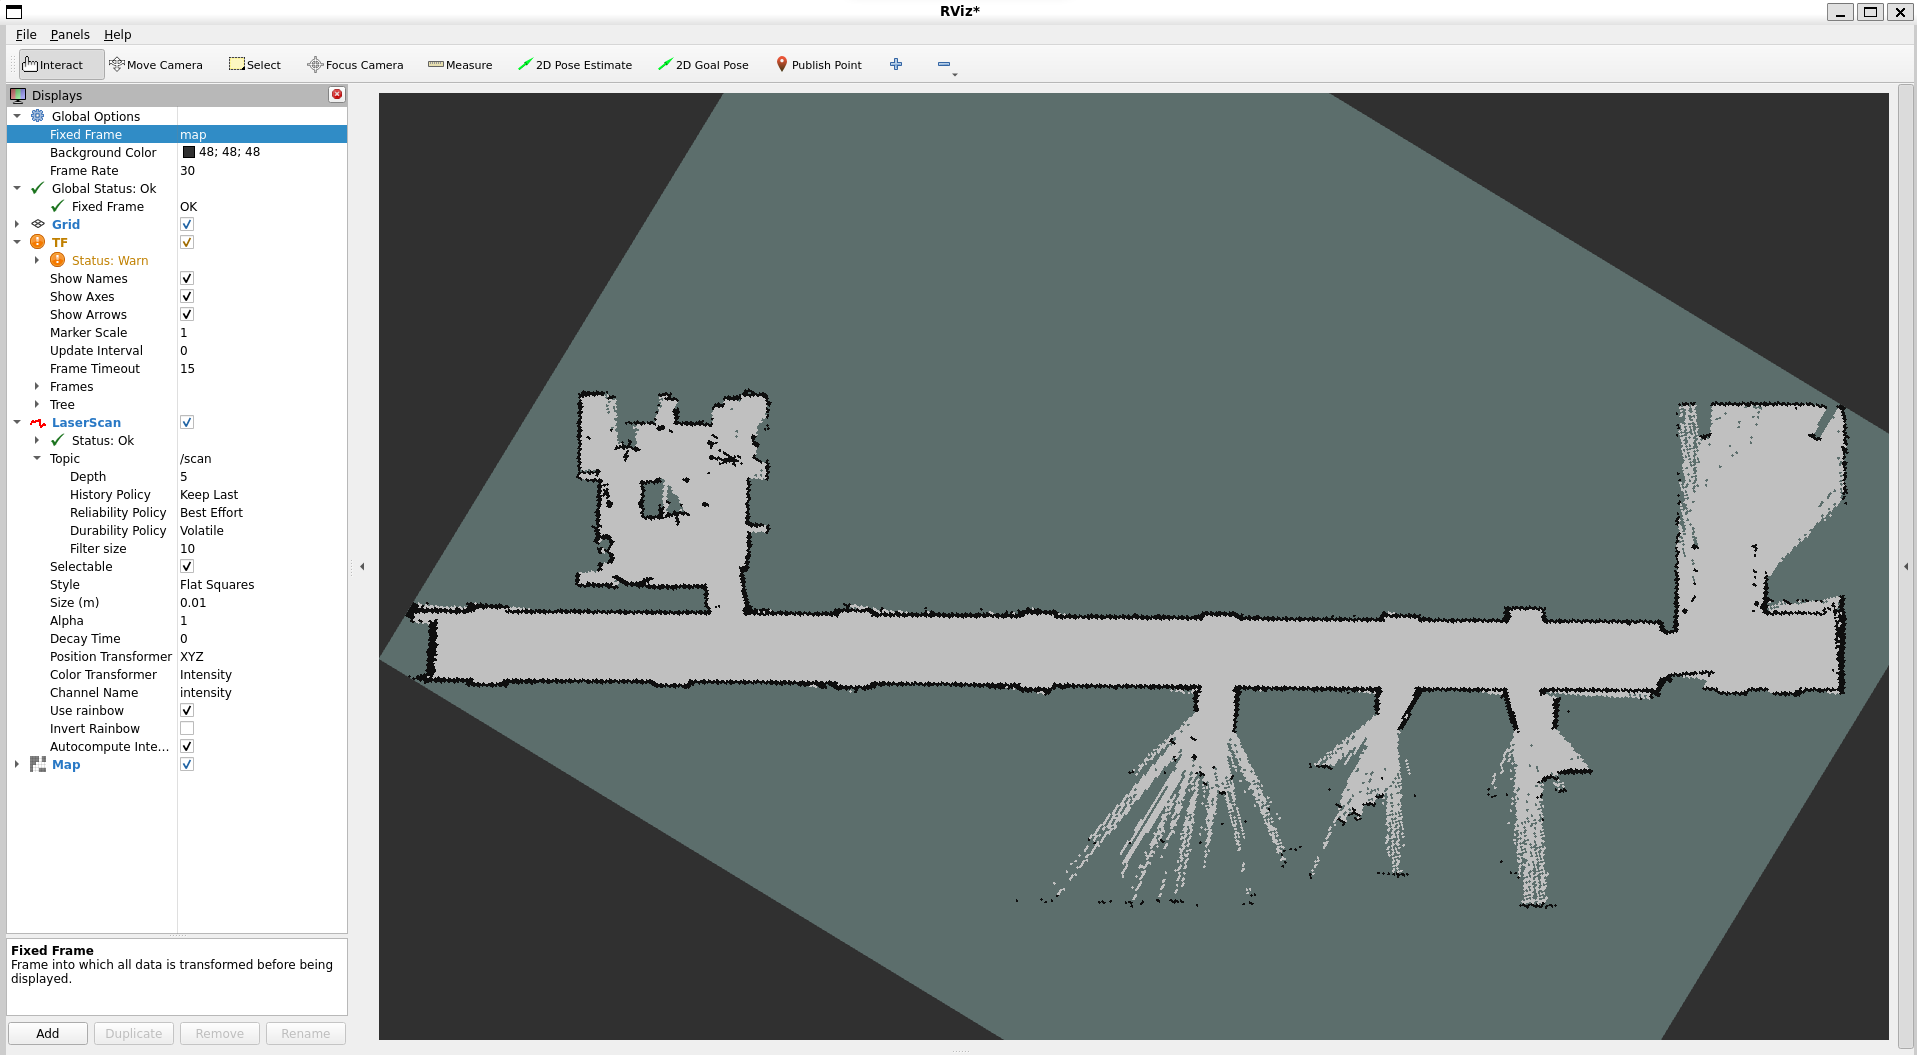 RViz*
File Panels Help
Interact Move Camera Select Focus Camera Measure 2D Pose Estimate 2D Goal Pose Publish Point
Displays
Global Options
Fixed Frame map
Background Color 48; 48; 48
Frame Rate 30
Global Status: Ok
Fixed Frame OK
Grid
TF
Status: Warn
Show Names
Show Axes
Show Arrows
Marker Scale 1
Update Interval 0
Frame Timeout 15
Frames
Tree
LaserScan
Status: Ok
Topic /scan
Depth 5
History Policy Keep Last
Reliability Policy Best Effort
Durability Policy Volatile
Filter size 10
Selectable
Style Flat Squares
Size (m) 0.01
Alpha 1
Decay Time 0
Position Transformer XYZ
Color Transformer Intensity
Channel Name intensity
Use rainbow
Invert Rainbow
Autocompute Inte...
Map
Fixed Frame
Frame into which all data is transformed before being
displayed.
Add Duplicate Remove Rename